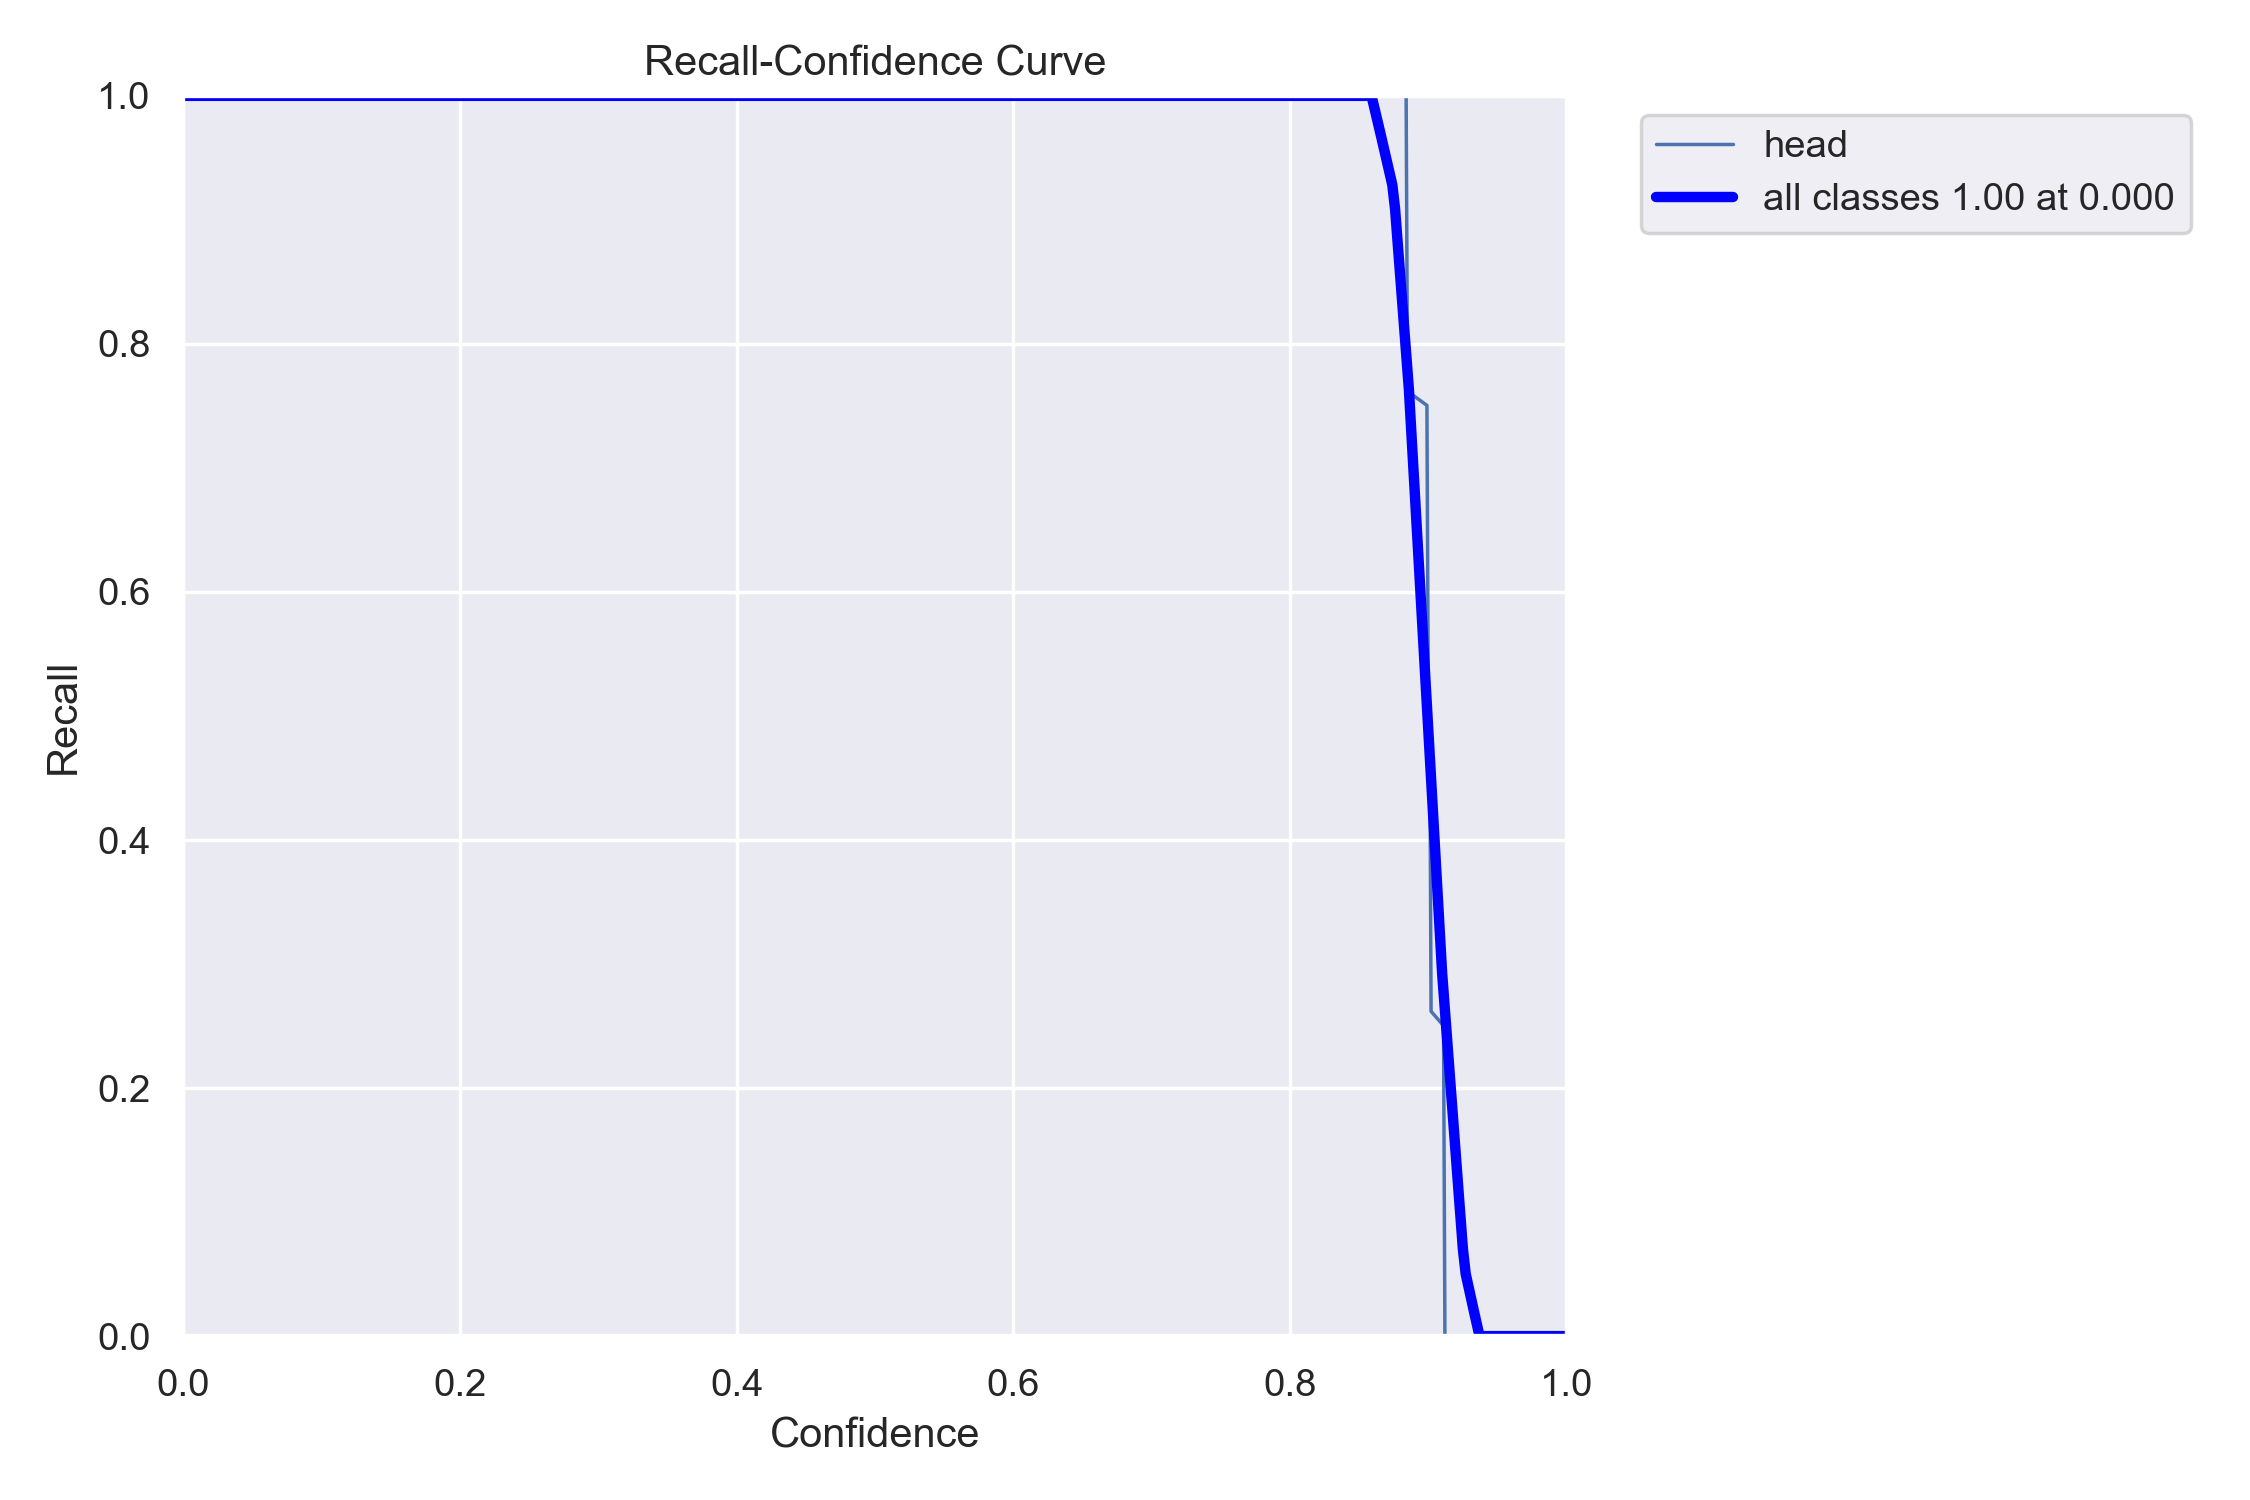 Recall-Confidence Curve
1.0
0.8
0.6
0.4
0.2
0.0
Recall
0.0 0.2 0.4 0.6 0.8 1.0
Confidence
head
all classes 1.00 at 0.000